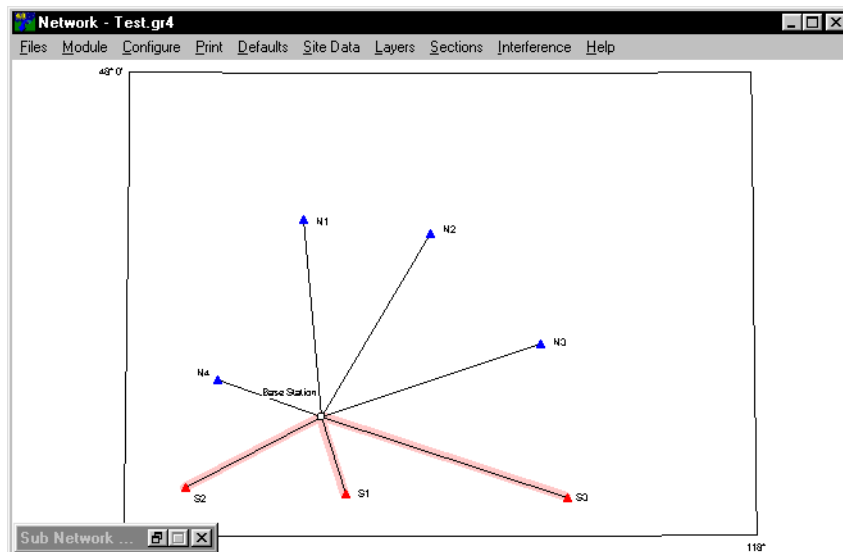 Network - Test.gr4
Files Module Configure Print Defaults Site Data Layers Sections Interference Help
48° 0'
N1
N2
N3
N4
Base Station
S2
S1
S3
Sub Network ...
118°